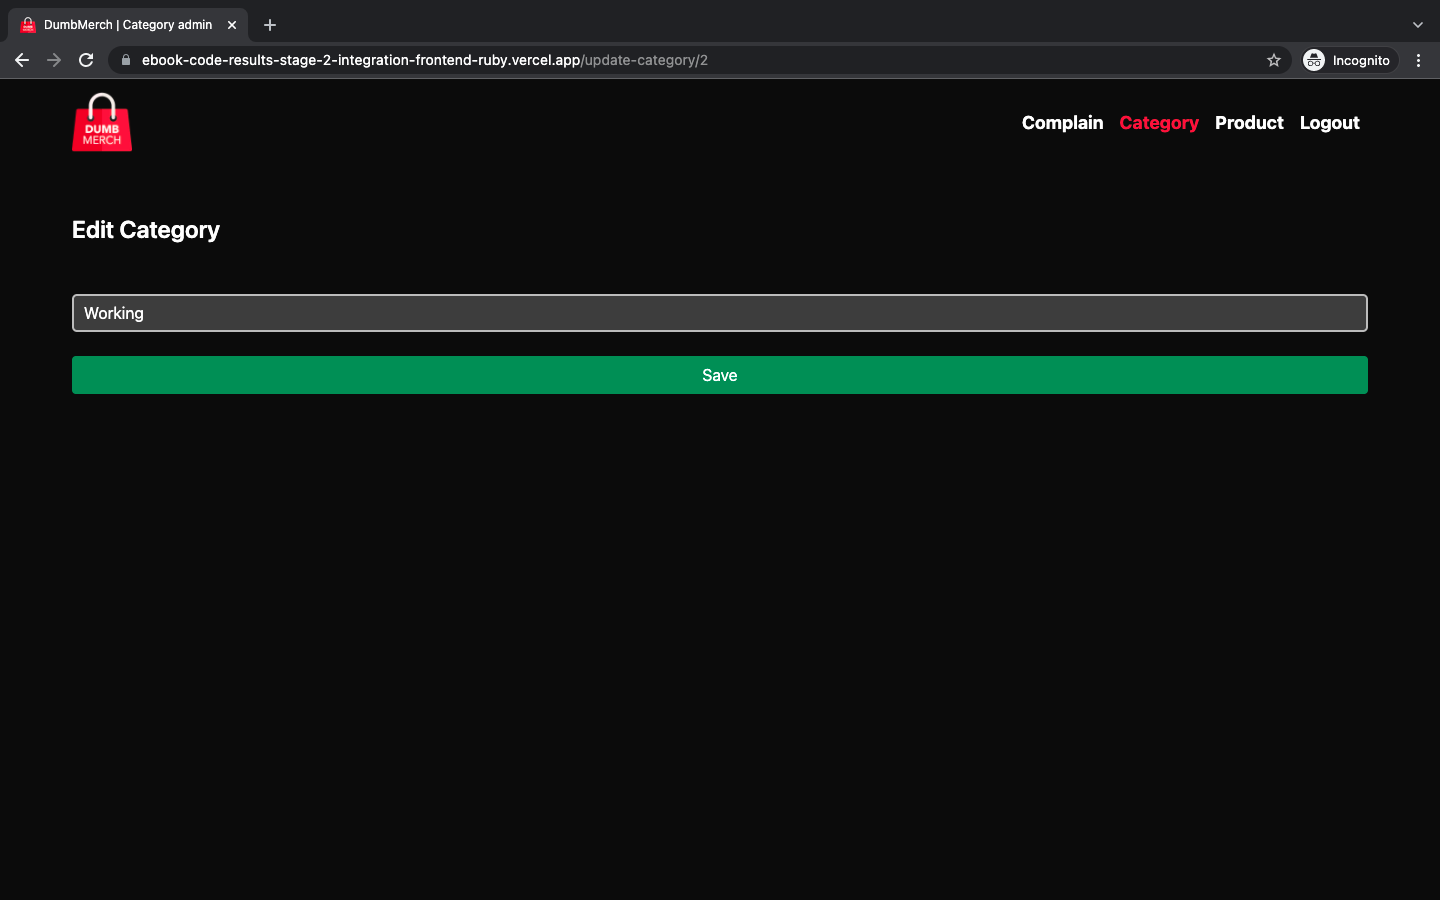 DumbMerch | Category admin
ebook-code-results-stage-2-integration-frontend-ruby.vercel.app/update-category/2
Incognito
DUMB
MERCH
Complain Category Product Logout
Edit Category
Working
Save